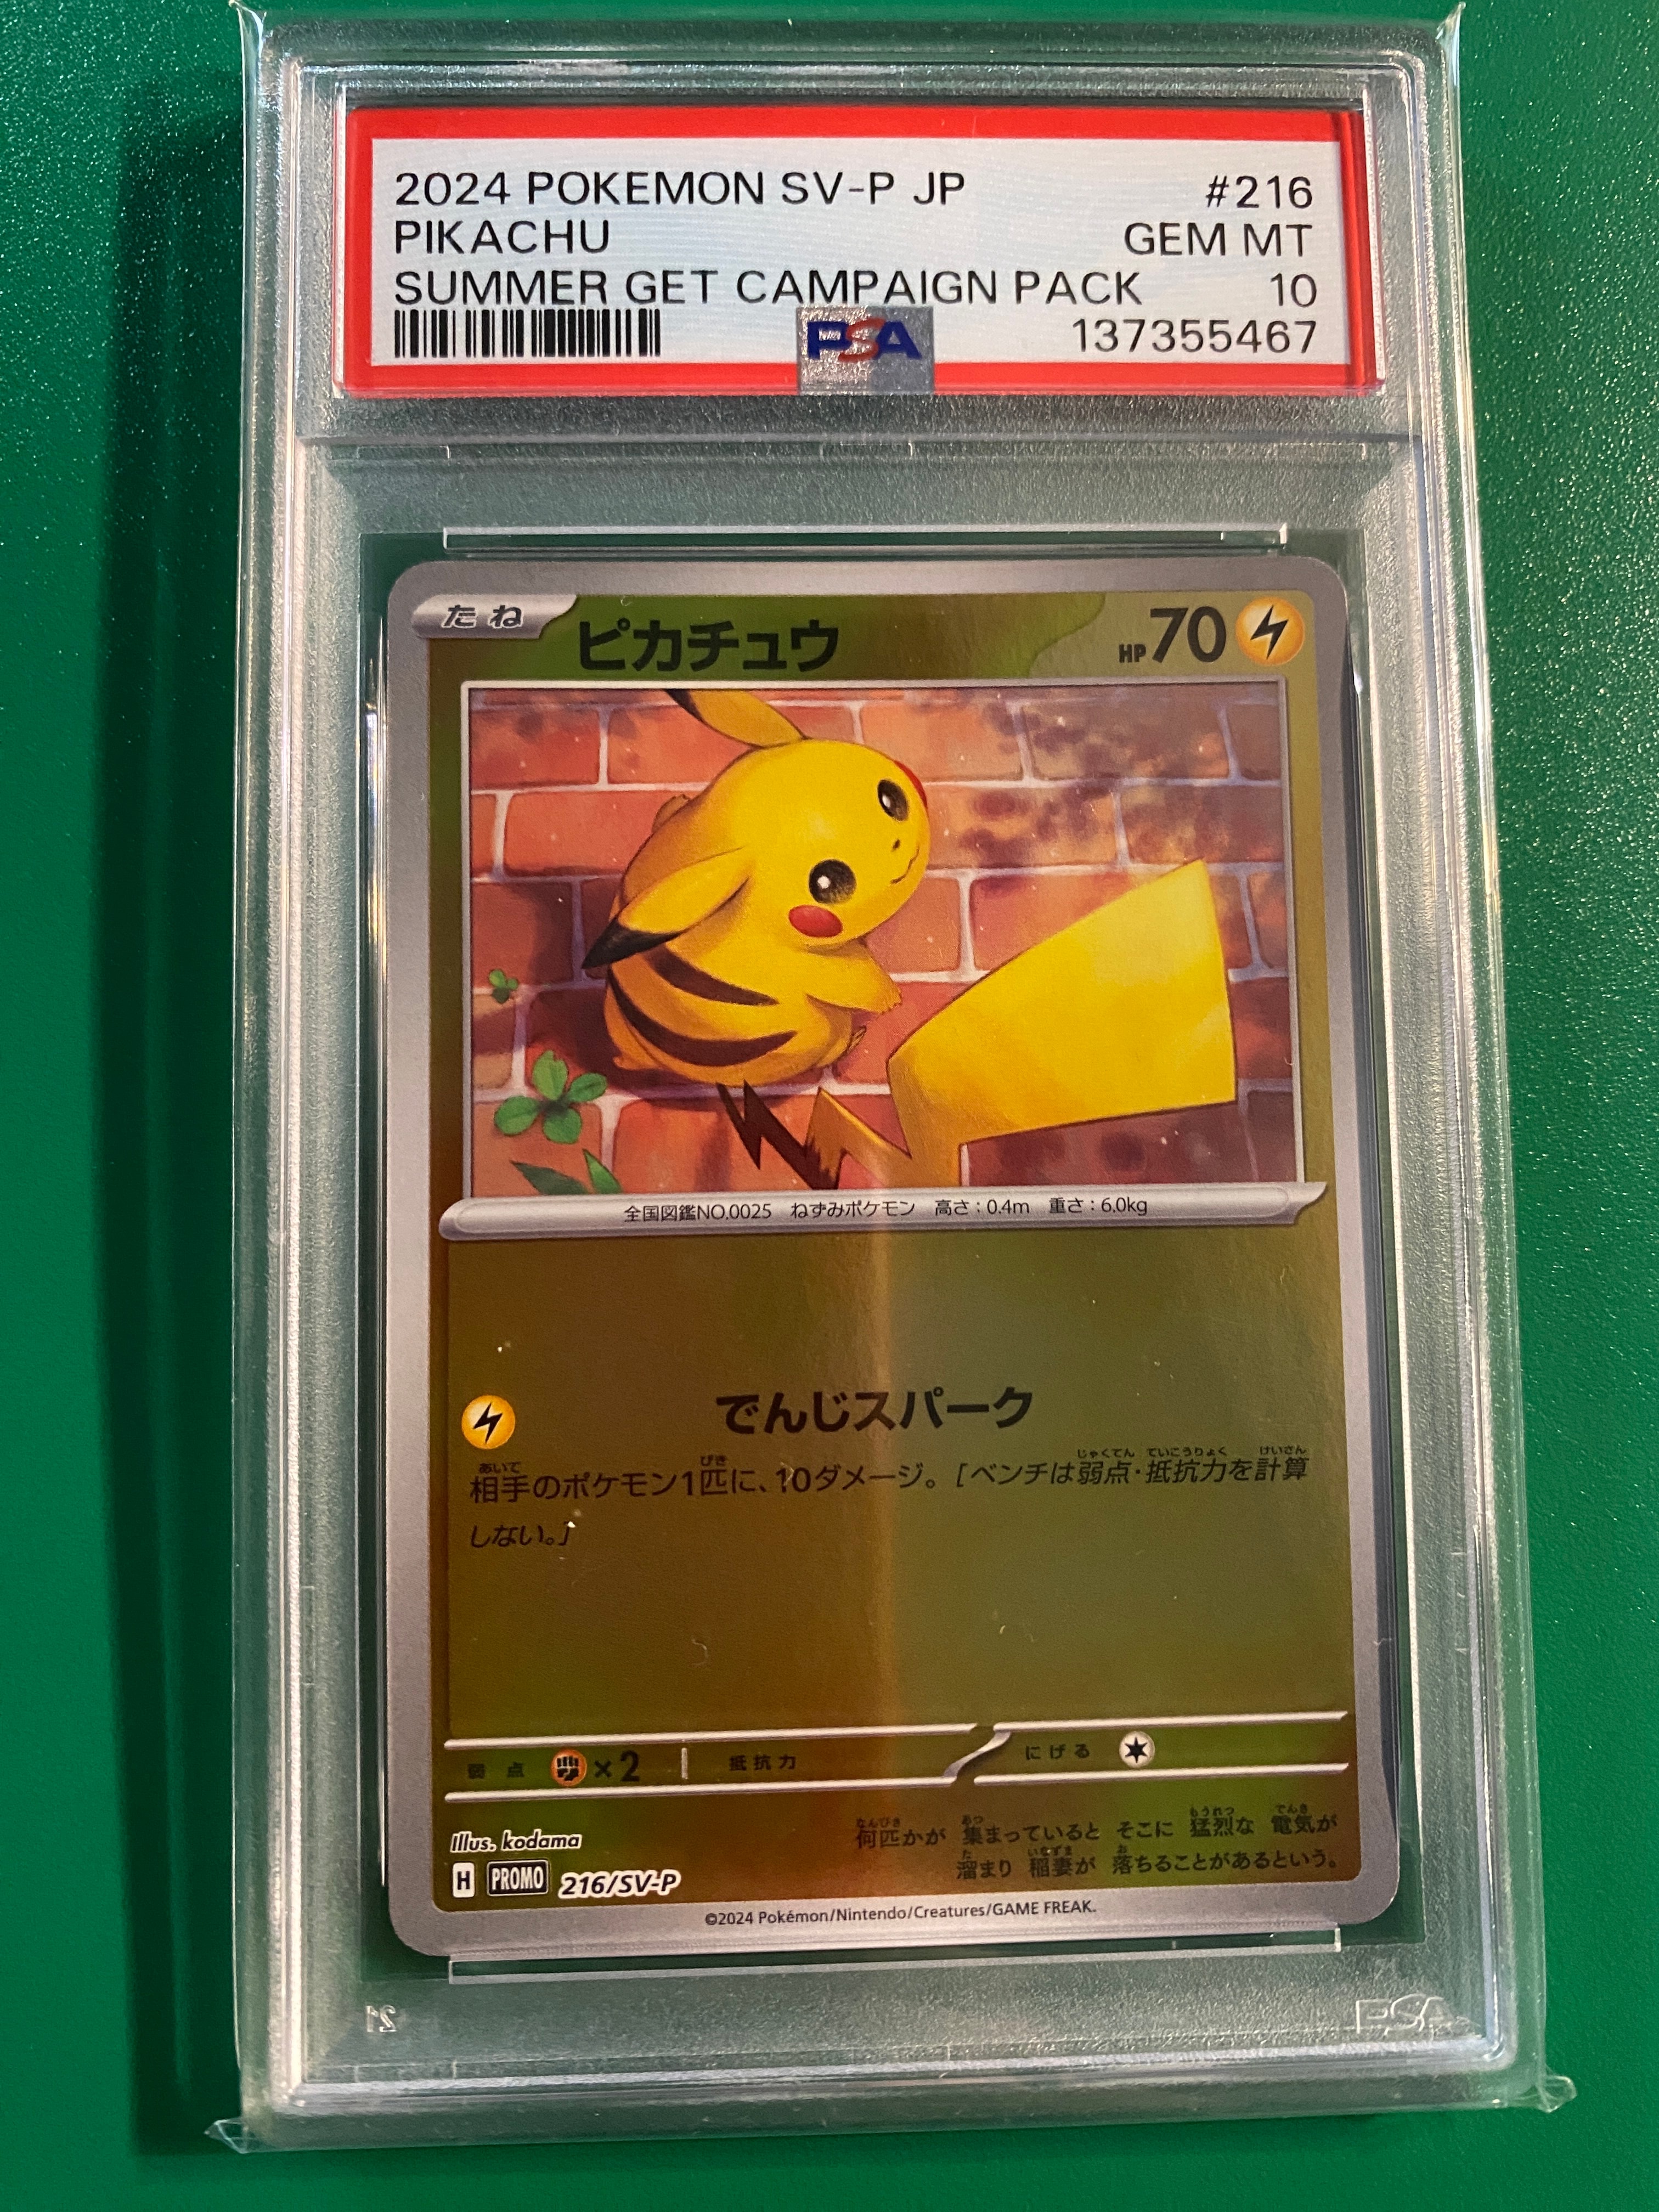 2024 POKEMON SV-P JP #216
PIKACHU GEM MT
SUMMER GET CAMPAIGN PACK 10
PSA 137355467
たね ピカチュウ HP70
全国図鑑NO.0025 ねずみポケモン 高さ：0.4m 重さ：6.0kg
でんじスパーク
相手のポケモン1匹に、10ダメージ。［ベンチは弱点・抵抗力を計算
しない。］
弱点 ×2 抵抗力 にげる
Illus. kodama
何匹かが 集まっていると そこに 猛烈な 電気が
溜まり 稲妻が 落ちることがあるという。
H PROMO 216/SV-P
©2024 Pokémon/Nintendo/Creatures/GAME FREAK.
PSA